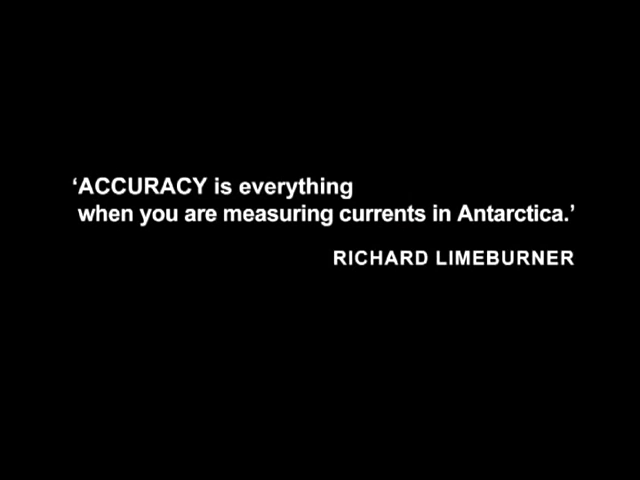 ‘ACCURACY is everything
when you are measuring currents in Antarctica.’
RICHARD LIMEBURNER